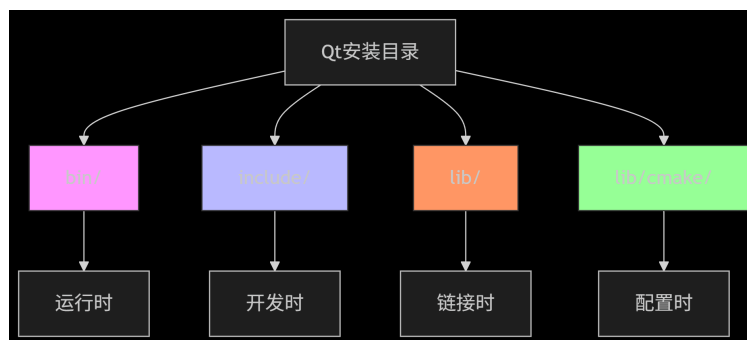 Qt安装目录
bin/
include/
lib/
lib/cmake/
运行时
开发时
链接时
配置时